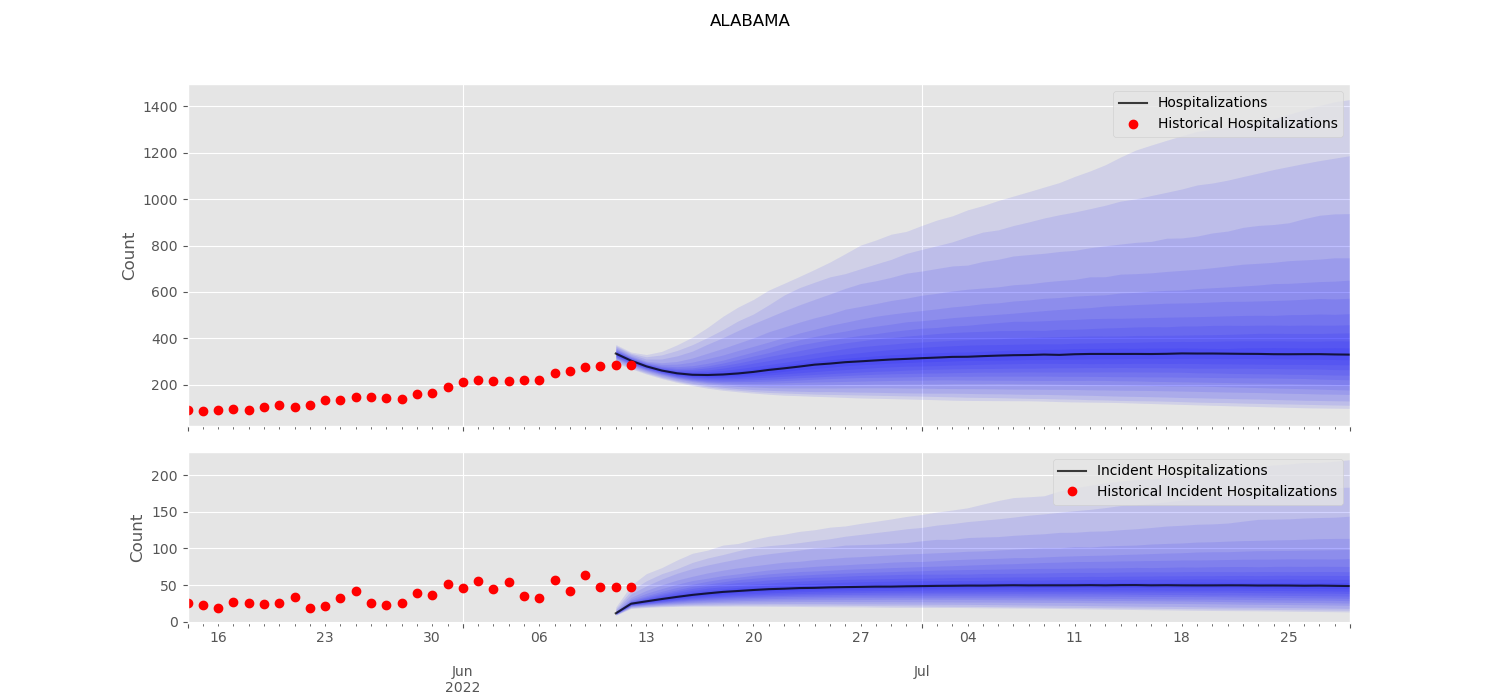 ALABAMA
Hospitalizations
Historical Hospitalizations
Count
1400
1200
1000
800
600
400
200
Incident Hospitalizations
Historical Incident Hospitalizations
Count
200
150
100
50
0
16 23 30 06 13 20 27 04 11 18 25
Jun Jul
2022